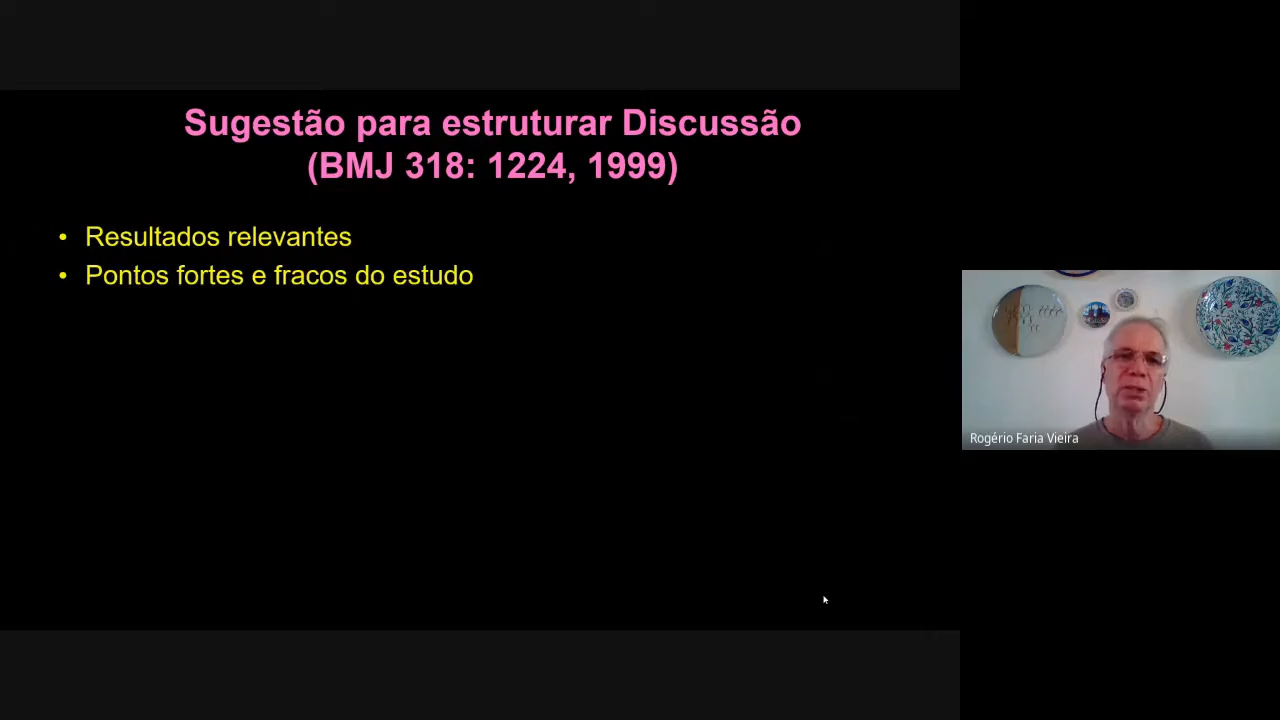 Sugestão para estruturar Discussão
(BMJ 318: 1224, 1999)
• Resultados relevantes
• Pontos fortes e fracos do estudo
Rogério Faria Vieira